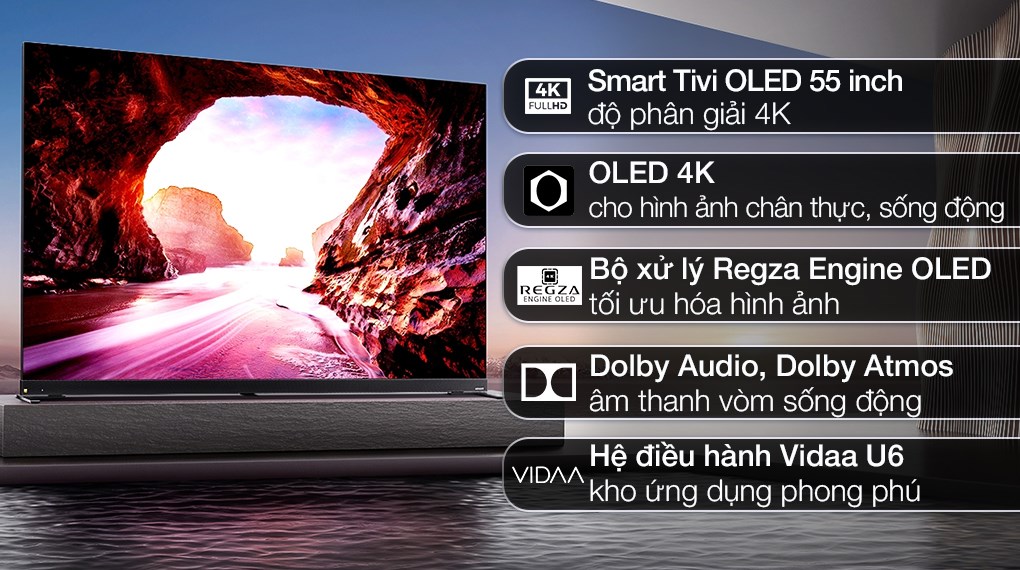 4K
FULLHD
Smart Tivi OLED 55 inch
độ phân giải 4K
OLED 4K
cho hình ảnh chân thực, sống động
REGZA
ENGINE OLED
Bộ xử lý Regza Engine OLED
tối ưu hóa hình ảnh
Dolby Audio, Dolby Atmos
âm thanh vòm sống động
VIDAA
Hệ điều hành Vidaa U6
kho ứng dụng phong phú